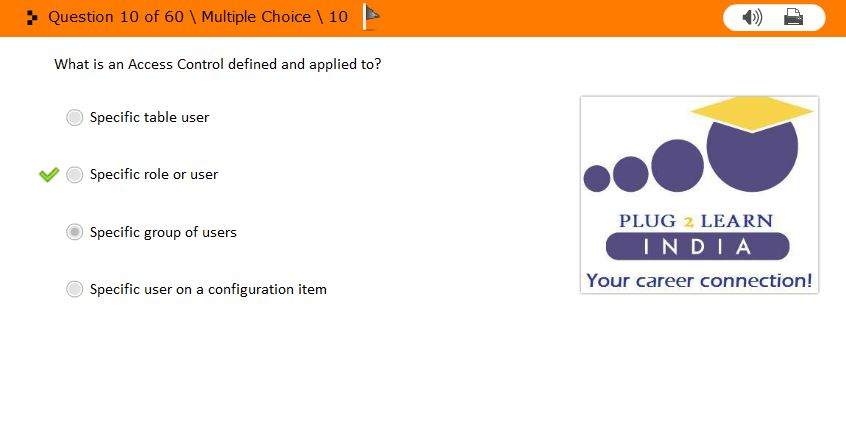 Question 10 of 60 \ Multiple Choice \ 10
What is an Access Control defined and applied to?
Specific table user
Specific role or user
Specific group of users
Specific user on a configuration item
PLUG 2 LEARN
INDIA
Your career connection!